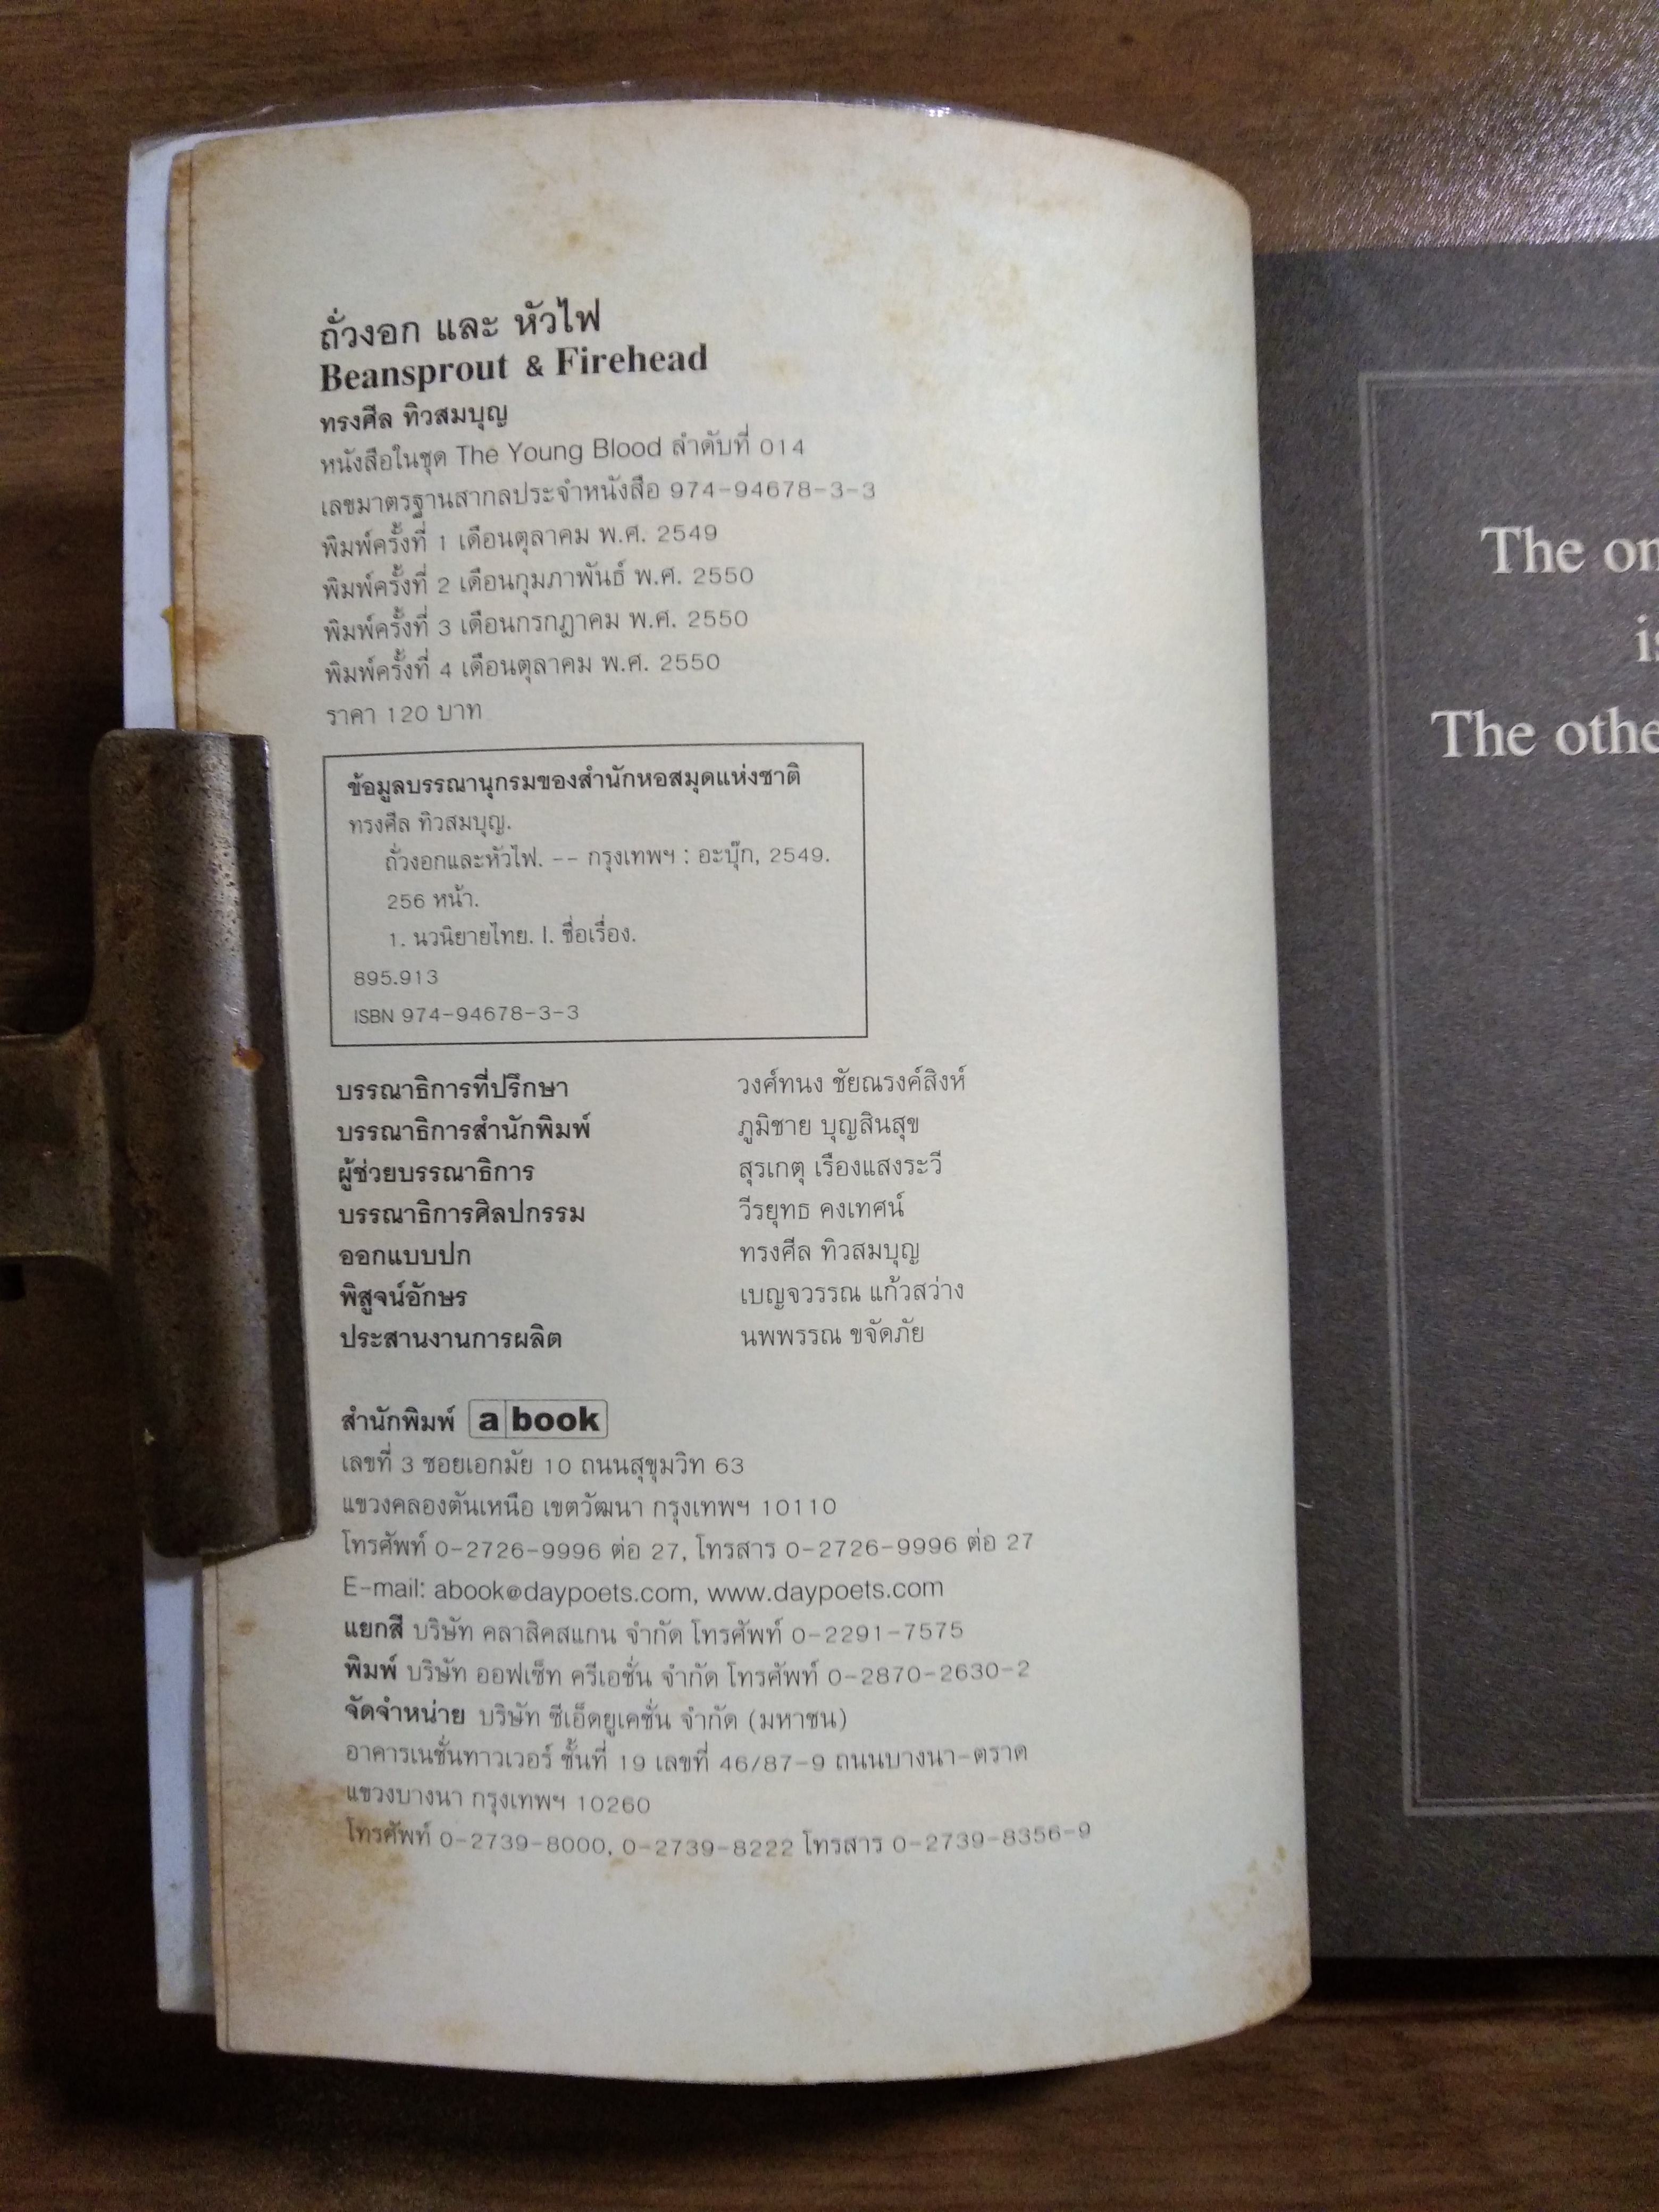 ถั่วงอก และ หัวไฟ
Beansprout & Firehead
ทรงศีล ทิวสมบุญ
หนังสือในชุด The Young Blood ลำดับที่ 014
เลขมาตรฐานสากลประจำหนังสือ 974-94678-3-3
พิมพ์ครั้งที่ 1 เดือนตุลาคม พ.ศ. 2549
พิมพ์ครั้งที่ 2 เดือนกุมภาพันธ์ พ.ศ. 2550
พิมพ์ครั้งที่ 3 เดือนกรกฎาคม พ.ศ. 2550
พิมพ์ครั้งที่ 4 เดือนตุลาคม พ.ศ. 2550
ราคา 120 บาท
ข้อมูลบรรณานุกรมของสำนักหอสมุดแห่งชาติ
ทรงศีล ทิวสมบุญ.
ถั่วงอกและหัวไฟ. -- กรุงเทพฯ : อะบุ๊ก, 2549.
256 หน้า.
1. นวนิยายไทย. I. ชื่อเรื่อง.
895.913
ISBN 974-94678-3-3
บรรณาธิการที่ปรึกษา วงศ์ทนง ชัยณรงค์สิงห์
บรรณาธิการสำนักพิมพ์ ภูมิชาย บุญสินสุข
ผู้ช่วยบรรณาธิการ สุรเกตุ เรืองแสงระวี
บรรณาธิการศิลปกรรม วีรยุทธ คงเทศน์
ออกแบบปก ทรงศีล ทิวสมบุญ
พิสูจน์อักษร เบญจวรรณ แก้วสว่าง
ประสานงานการผลิต นพพรรณ ขจัดภัย
สำนักพิมพ์ a book
เลขที่ 3 ซอยเอกมัย 10 ถนนสุขุมวิท 63
แขวงคลองตันเหนือ เขตวัฒนา กรุงเทพฯ 10110
โทรศัพท์ 0-2726-9996 ต่อ 27, โทรสาร 0-2726-9996 ต่อ 27
E-mail: abook@daypoets.com, www.daypoets.com
แยกสี บริษัท คลาสิคสแกน จำกัด โทรศัพท์ 0-2291-7575
พิมพ์ บริษัท ออฟเซ็ท ครีเอชั่น จำกัด โทรศัพท์ 0-2870-2630-2
จัดจำหน่าย บริษัท ซีเอ็ดยูเคชั่น จำกัด (มหาชน)
อาคารเนชั่นทาวเวอร์ ชั้นที่ 19 เลขที่ 46/87-9 ถนนบางนา-ตราด
แขวงบางนา กรุงเทพฯ 10260
โทรศัพท์ 0-2739-8000, 0-2739-8222 โทรสาร 0-2739-8356-9
The
The